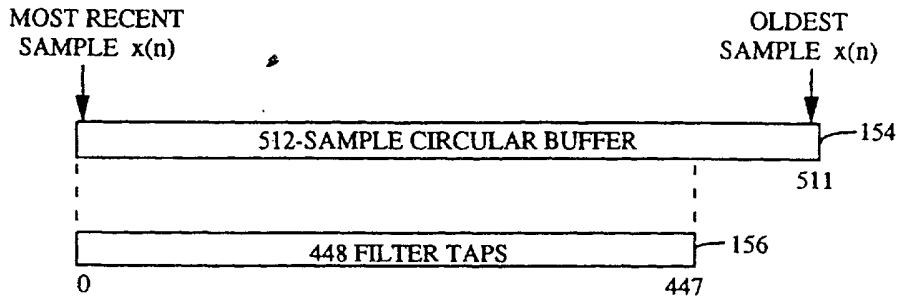 MOST RECENT
SAMPLE x(n)
OLDEST
SAMPLE x(n)
512-SAMPLE CIRCULAR BUFFER
154
511
448 FILTER TAPS
156
0
447